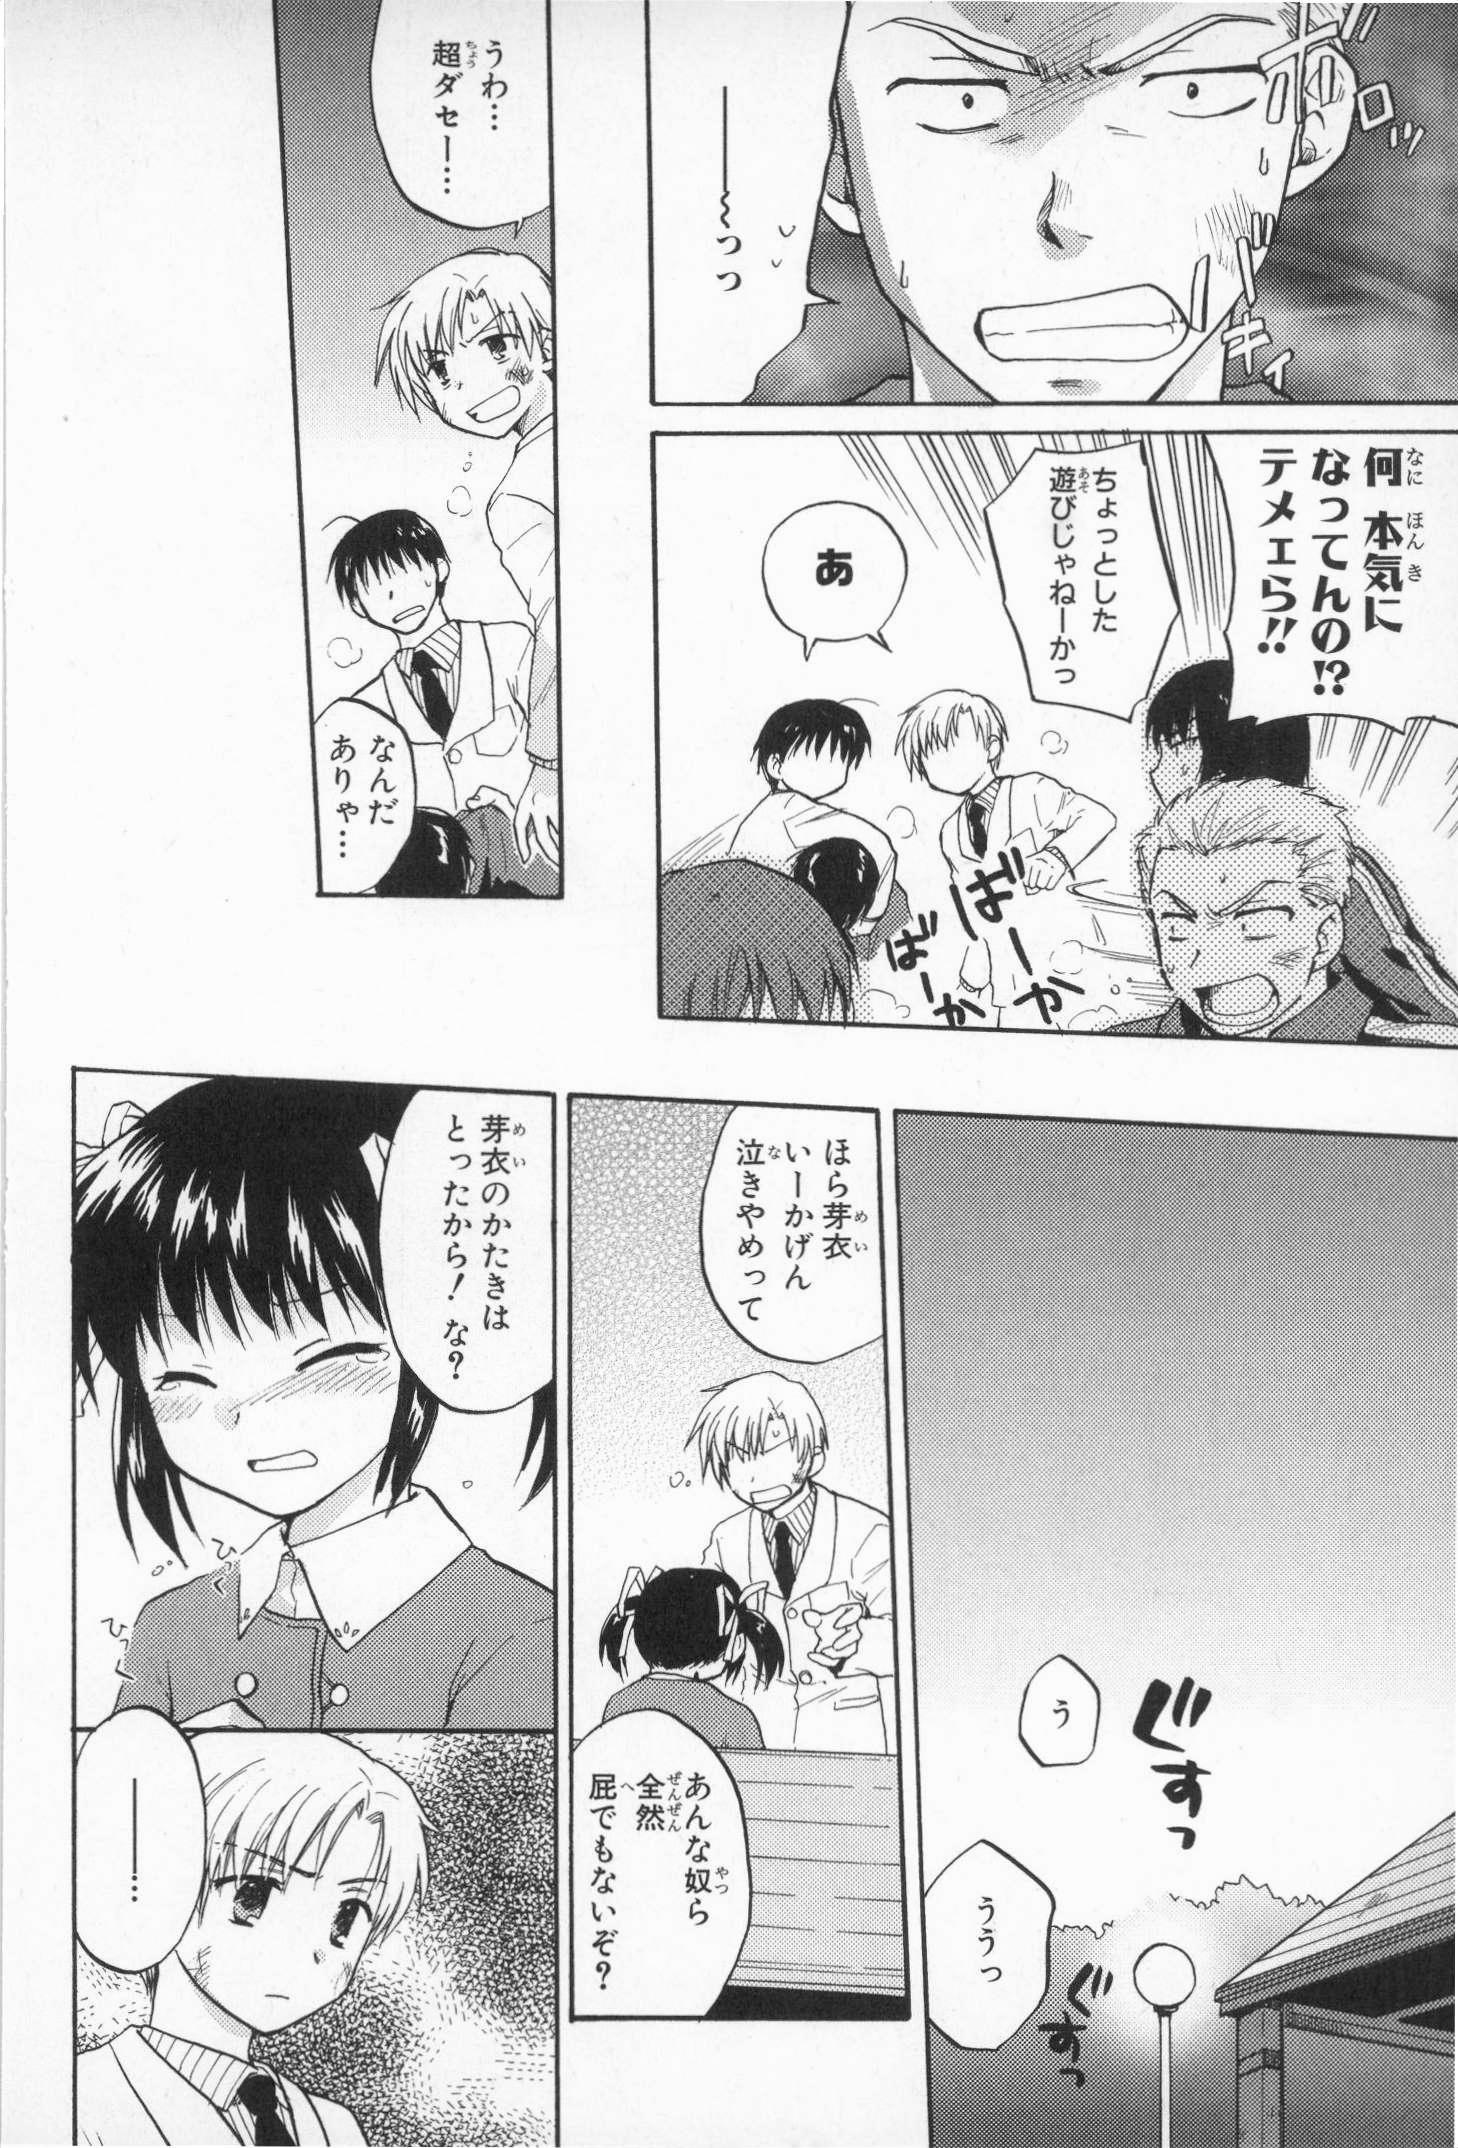 ギロッ
ギギギィ
――～っっ
何 本気に
なってんの!?
テメェら!!
ちょっとした
遊びじゃねーかっ
あ
ばーか
ばーか
うわ…
超ダセー…
なんだ
ありゃ…
う
ぐすっ
ううっ
ぐすっ
ほら芽衣
いーかげん
泣きやめって
あんな奴ら
全然
屁でもないぞ?
芽衣のかたきは
とったから! な?
ひっく
ひっく
――…